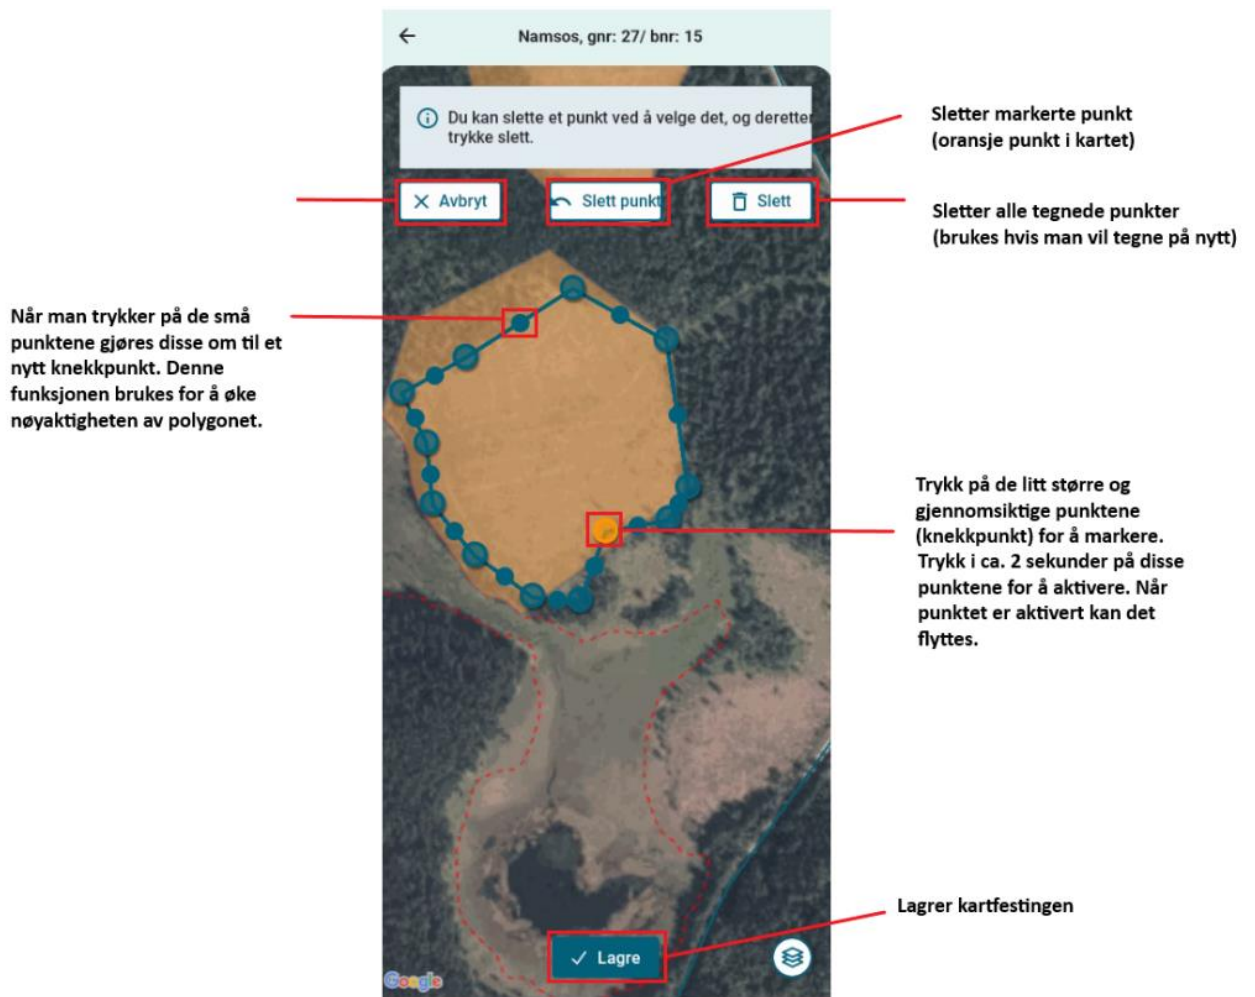 Namsos, gnr: 27/ bnr: 15
Du kan slette et punkt ved å velge det, og deretter
trykke slett.
Sletter markerte punkt
(oransje punkt i kartet)
Avbryt
Slett punkt
Slett
Sletter alle tegnede punkter
(brukes hvis man vil tegne på nytt)
Når man trykker på de små
punktene gjøres disse om til et
nytt knekkpunkt. Denne
funksjonen brukes for å øke
nøyaktigheten av polygonet.
Trykk på de litt større og
gjennomsiktige punktene
(knekkpunkt) for å markere.
Trykk i ca. 2 sekunder på disse
punktene for å aktivere. Når
punktet er aktivert kan det
flyttes.
Lagrer kartfestingen
Lagre
Google